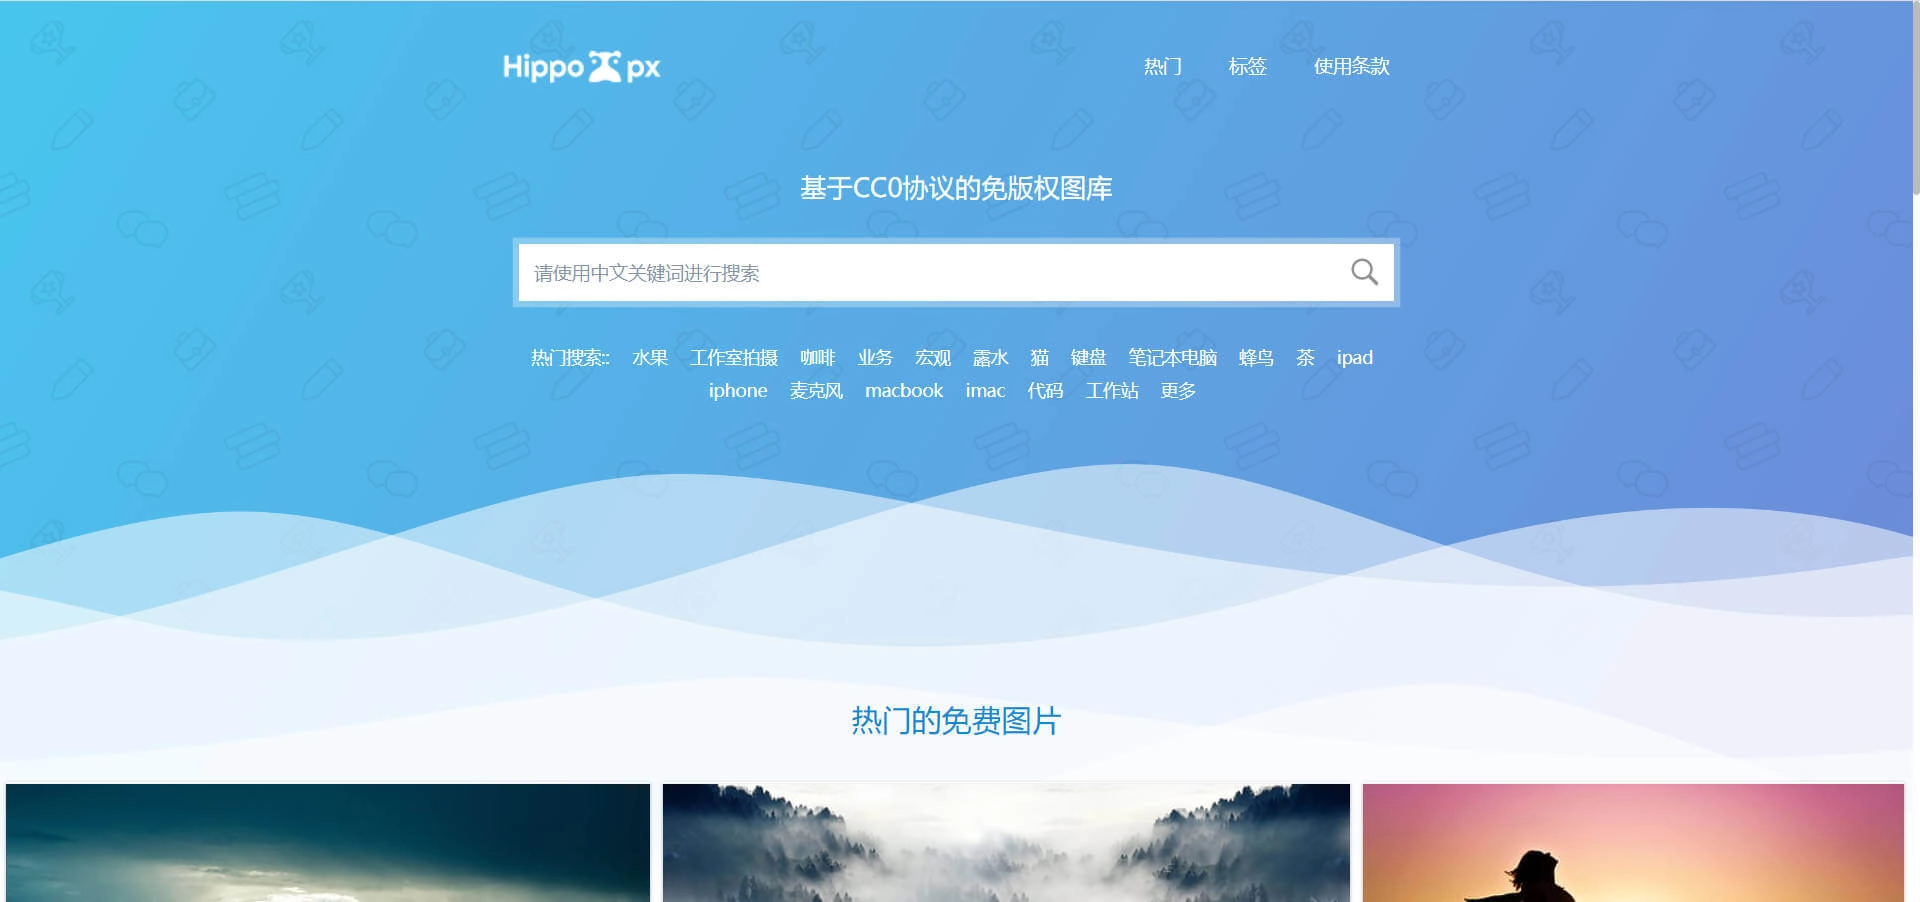 Hippo px
热门 标签 使用条款
基于CC0协议的免版权图库
请使用中文关键词进行搜索
热门搜索:: 水果 工作室拍摄 咖啡 业务 宏观 露水 猫 键盘 笔记本电脑 蜂鸟 茶 ipad
iphone 麦克风 macbook imac 代码 工作站 更多
热门的免费图片